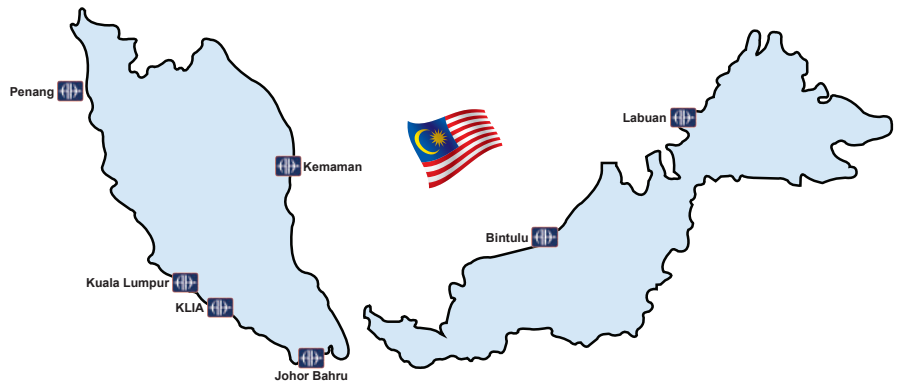 Penang
Kemaman
Kuala Lumpur
KLIA
Johor Bahru
Labuan
Bintulu